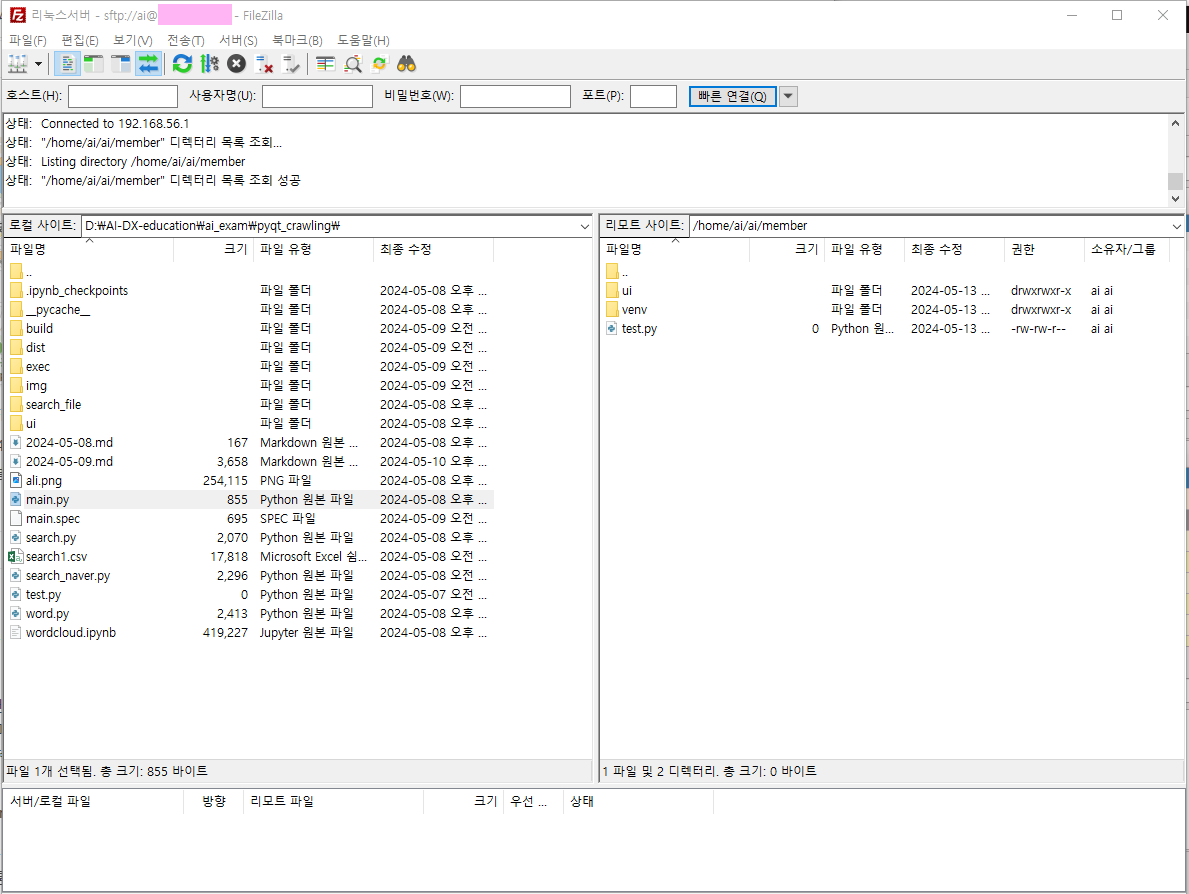 리눅스서버 - sftp://ai@ - FileZilla
파일(F) 편집(E) 보기(V) 전송(T) 서버(S) 북마크(B) 도움말(H)
호스트(H): 사용자명(U): 비밀번호(W): 포트(P): 빠른 연결(Q)
상태: Connected to 192.168.56.1
상태: "/home/ai/ai/member" 디렉터리 목록 조회...
상태: Listing directory /home/ai/ai/member
상태: "/home/ai/ai/member" 디렉터리 목록 조회 성공
로컬 사이트: D:₩AI-DX-education₩ai_exam₩pyqt_crawling₩
파일명 크기 파일 유형 최종 수정
..
.ipynb_checkpoints 파일 폴더 2024-05-08 오후 ...
__pycache__ 파일 폴더 2024-05-08 오후 ...
build 파일 폴더 2024-05-09 오전 ...
dist 파일 폴더 2024-05-09 오전 ...
exec 파일 폴더 2024-05-09 오전 ...
img 파일 폴더 2024-05-09 오전 ...
search_file 파일 폴더 2024-05-08 오후 ...
ui 파일 폴더 2024-05-08 오후 ...
2024-05-08.md 167 Markdown 원본 ... 2024-05-08 오후 ...
2024-05-09.md 3,658 Markdown 원본 ... 2024-05-10 오후 ...
ali.png 254,115 PNG 파일 2024-05-08 오후 ...
main.py 855 Python 원본 파일 2024-05-08 오후 ...
main.spec 695 SPEC 파일 2024-05-09 오전 ...
search.py 2,070 Python 원본 파일 2024-05-08 오후 ...
search1.csv 17,818 Microsoft Excel 쉼... 2024-05-08 오전 ...
search_naver.py 2,296 Python 원본 파일 2024-05-08 오전 ...
test.py 0 Python 원본 파일 2024-05-07 오전 ...
word.py 2,413 Python 원본 파일 2024-05-08 오후 ...
wordcloud.ipynb 419,227 Jupyter 원본 파일 2024-05-08 오후 ...
파일 1개 선택됨. 총 크기: 855 바이트
리모트 사이트: /home/ai/ai/member
파일명 크기 파일 유형 최종 수정 권한 소유자/그룹
..
ui 파일 폴더 2024-05-13 ... drwxrwxr-x ai ai
venv 파일 폴더 2024-05-13 ... drwxrwxr-x ai ai
test.py 0 Python 원... 2024-05-13 ... -rw-rw-r-- ai ai
1 파일 및 2 디렉터리. 총 크기: 0 바이트
서버/로컬 파일 방향 리모트 파일 크기 우선 ... 상태